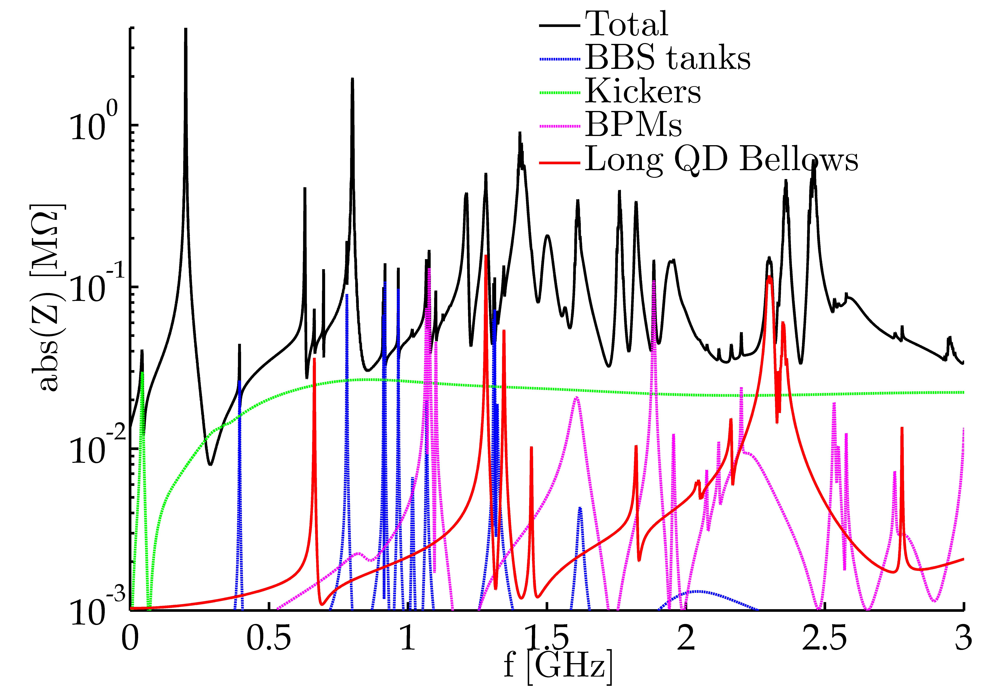 Total
BBS tanks
Kickers
BPMs
Long QD Bellows
abs(Z) [MΩ]
10^0
10^-1
10^-2
10^-3
0 0.5 1 1.5 2 2.5 3
f [GHz]